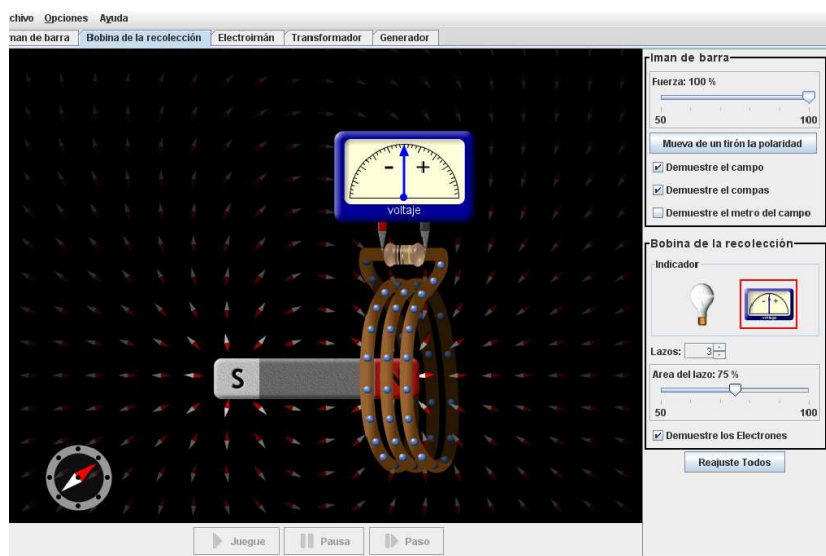 chivo Opciones Ayuda
man de barra Bobina de la recolección Electroimán Transformador Generador
Iman de barra
Fuerza: 100 %
50 100
Mueva de un tirón la polaridad
Demuestre el campo
Demuestre el compas
Demuestre el metro del campo
- +
voltaje
S N
Bobina de la recolección
Indicador
voltaje
Lazos: 3
Area del lazo: 75 %
50 100
Demuestre los Electrones
Reajuste Todos
Juegue Pausa Paso